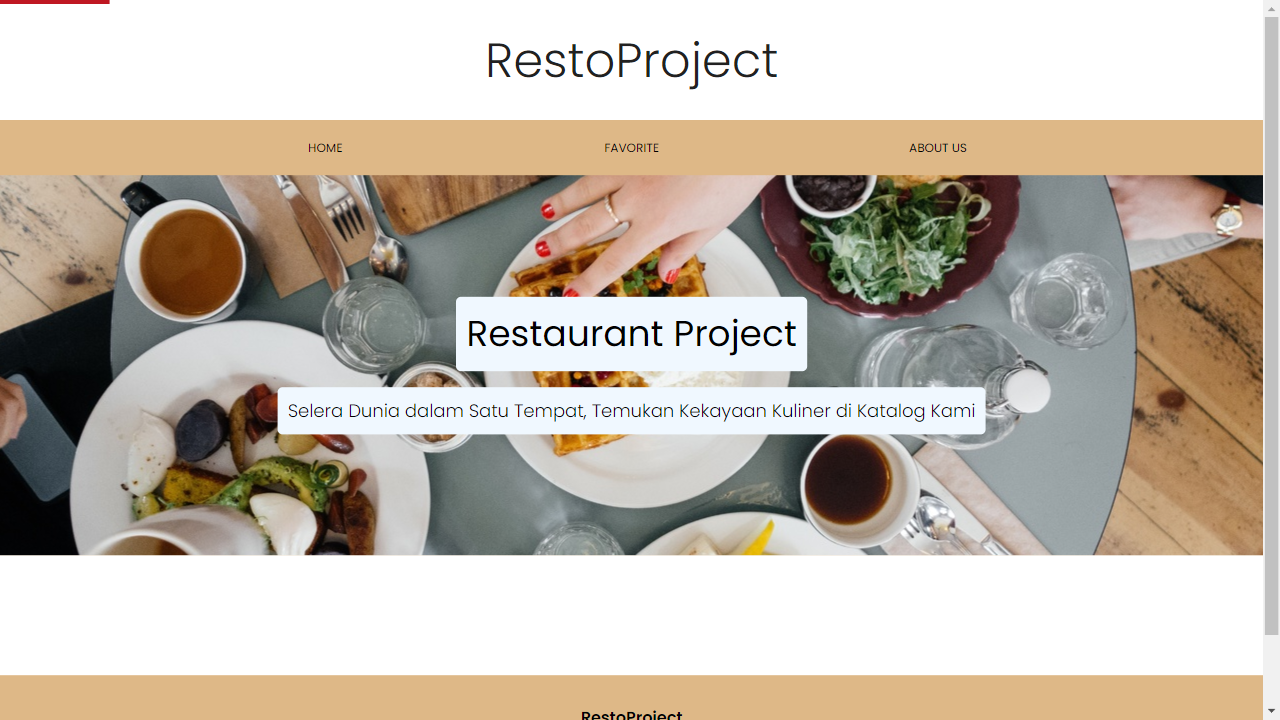 RestoProject
HOME FAVORITE ABOUT US
Restaurant Project
Selera Dunia dalam Satu Tempat, Temukan Kekayaan Kuliner di Katalog Kami
RestoProject